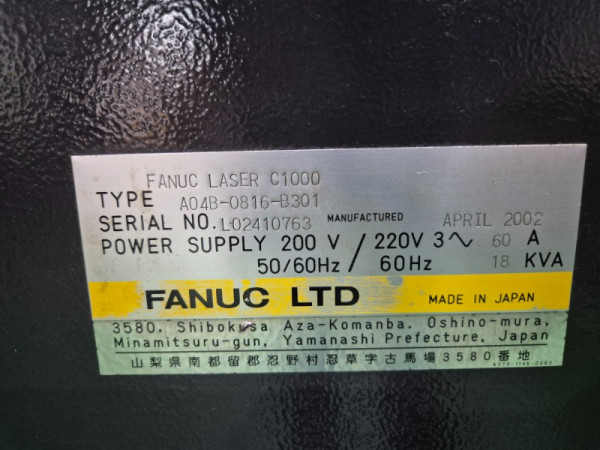 FANUC LASER C1000
TYPE A04B-0816-B301
SERIAL NO. L02410763 MANUFACTURED APRIL 2002
POWER SUPPLY 200 V / 220V 3~ 60 A
50/60Hz / 60Hz 18 KVA
FANUC LTD MADE IN JAPAN
3580, Shibokusa Aza-Komanba, Oshino-mura,
Minamitsuru-gun, Yamanashi Prefecture, Japan
山梨県南都留郡忍野村忍草字古馬場3580番地